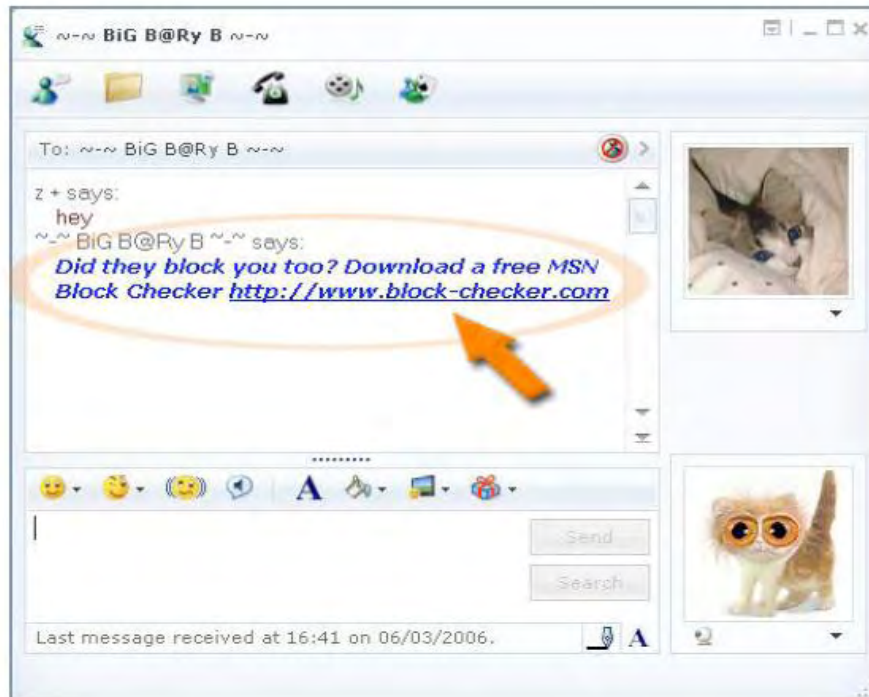 ~-~ BiG B@Ry B ~-~
To: ~-~ BiG B@Ry B ~-~
z + says:
hey
~-~ BiG B@Ry B ~-~ says:
Did they block you too? Download a free MSN
Block Checker http://www.block-checker.com
A
Send
Search
Last message received at 16:41 on 06/03/2006.
A